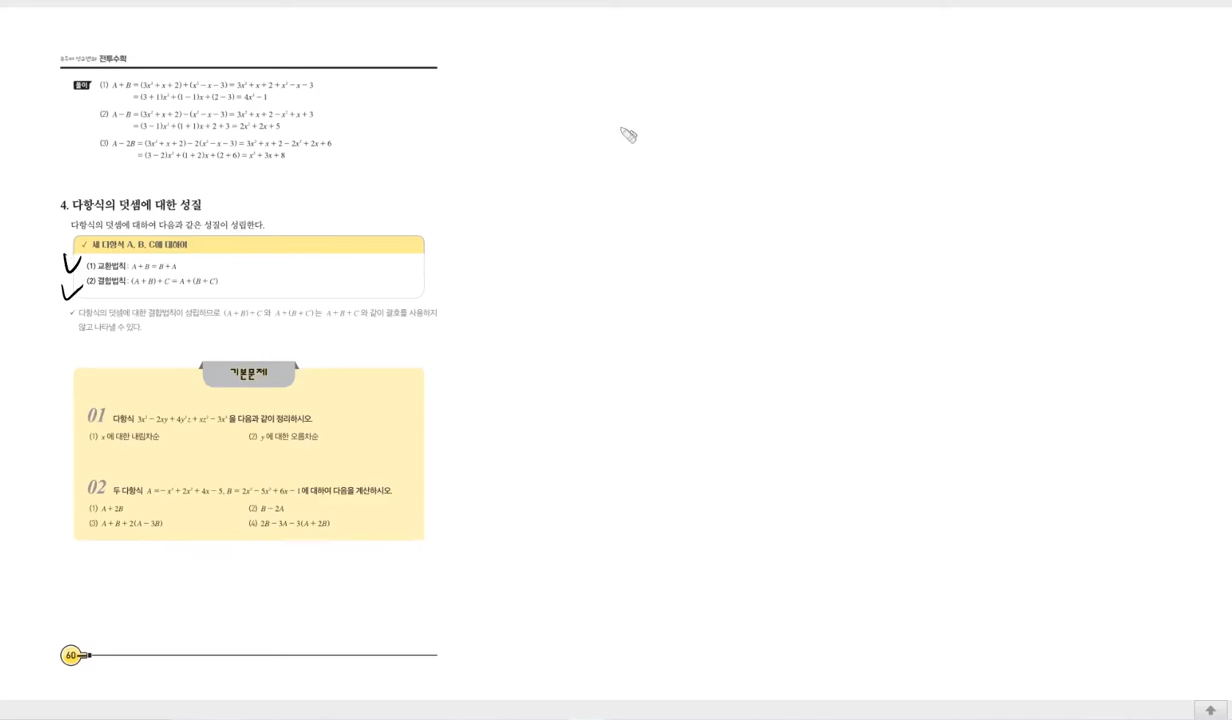 전투수학
풀이 (1) A+B=(3x²+x+2)+(x²-x-3)=3x²+x+2+x²-x-3
=(3+1)x²+(1-1)x+(2-3)=4x²-1
(2) A-B=(3x²+x+2)-(x²-x-3)=3x²+x+2-x²+x+3
=(3-1)x²+(1+1)x+2+3=2x²+2x+5
(3) A-2B=(3x²+x+2)-2(x²-x-3)=3x²+x+2-2x²+2x+6
=(3-2)x²+(1+2)x+(2+6)=x²+3x+8
4. 다항식의 덧셈에 대한 성질
다항식의 덧셈에 대하여 다음과 같은 성질이 성립한다.
✓ 세 다항식 A, B, C에 대하여
(1) 교환법칙 : A+B=B+A
(2) 결합법칙 : (A+B)+C=A+(B+C)
✓ 다항식의 덧셈에 대한 결합법칙이 성립하므로 (A+B)+C 와 A+(B+C) 는 A+B+C 와 같이 괄호를 사용하지
않고 나타낼 수 있다.
기본문제
01 다항식 3x²-2xy+4y²z+xz²-3x³ 을 다음과 같이 정리하시오.
(1) x 에 대한 내림차순 (2) y 에 대한 오름차순
02 두 다항식 A=-x³+2x²+4x-5, B=2x³-5x²+6x-1 에 대하여 다음을 계산하시오.
(1) A+2B (2) B-2A
(3) A+B+2(A-3B) (4) 2B-3A-3(A+2B)
60